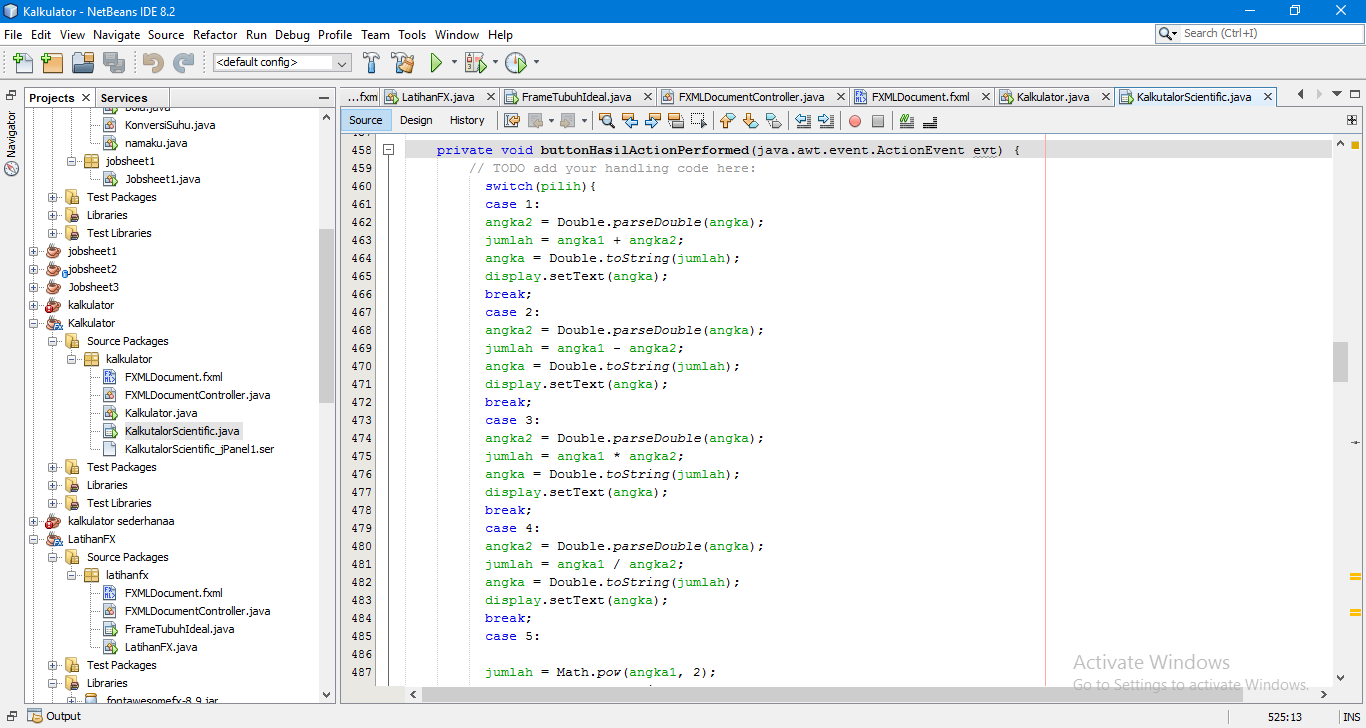 Kalkulator - NetBeans IDE 8.2
File Edit View Navigate Source Refactor Run Debug Profile Team Tools Window Help
Search (Ctrl+I)
<default config>
Projects Services
Navigator
KonversiSuhu.java
namaku.java
jobsheet1
Jobsheet1.java
Test Packages
Libraries
Test Libraries
jobsheet1
jobsheet2
Jobsheet3
kalkulator
Kalkulator
Source Packages
kalkulator
FXMLDocument.fxml
FXMLDocumentController.java
Kalkulator.java
KalkutalorScientific.java
KalkutalorScientific_jPanel1.ser
Test Packages
Libraries
Test Libraries
kalkulator sederhanaa
LatihanFX
Source Packages
latihanfx
FXMLDocument.fxml
FXMLDocumentController.java
FrameTubuhIdeal.java
LatihanFX.java
Test Packages
Libraries
fontawesomefx-8.9.jar
...fxm LatihanFX.java FrameTubuhIdeal.java FXMLDocumentController.java FXMLDocument.fxml Kalkulator.java KalkutalorScientific.java
Source Design History
458 private void buttonHasilActionPerformed(java.awt.event.ActionEvent evt) {
459 // TODO add your handling code here:
460 switch(pilih){
461 case 1:
462 angka2 = Double.parseDouble(angka);
463 jumlah = angka1 + angka2;
464 angka = Double.toString(jumlah);
465 display.setText(angka);
466 break;
467 case 2:
468 angka2 = Double.parseDouble(angka);
469 jumlah = angka1 - angka2;
470 angka = Double.toString(jumlah);
471 display.setText(angka);
472 break;
473 case 3:
474 angka2 = Double.parseDouble(angka);
475 jumlah = angka1 * angka2;
476 angka = Double.toString(jumlah);
477 display.setText(angka);
478 break;
479 case 4:
480 angka2 = Double.parseDouble(angka);
481 jumlah = angka1 / angka2;
482 angka = Double.toString(jumlah);
483 display.setText(angka);
484 break;
485 case 5:
486
487 jumlah = Math.pow(angka1, 2);
Activate Windows
Go to Settings to activate Windows.
Output
525:13 INS